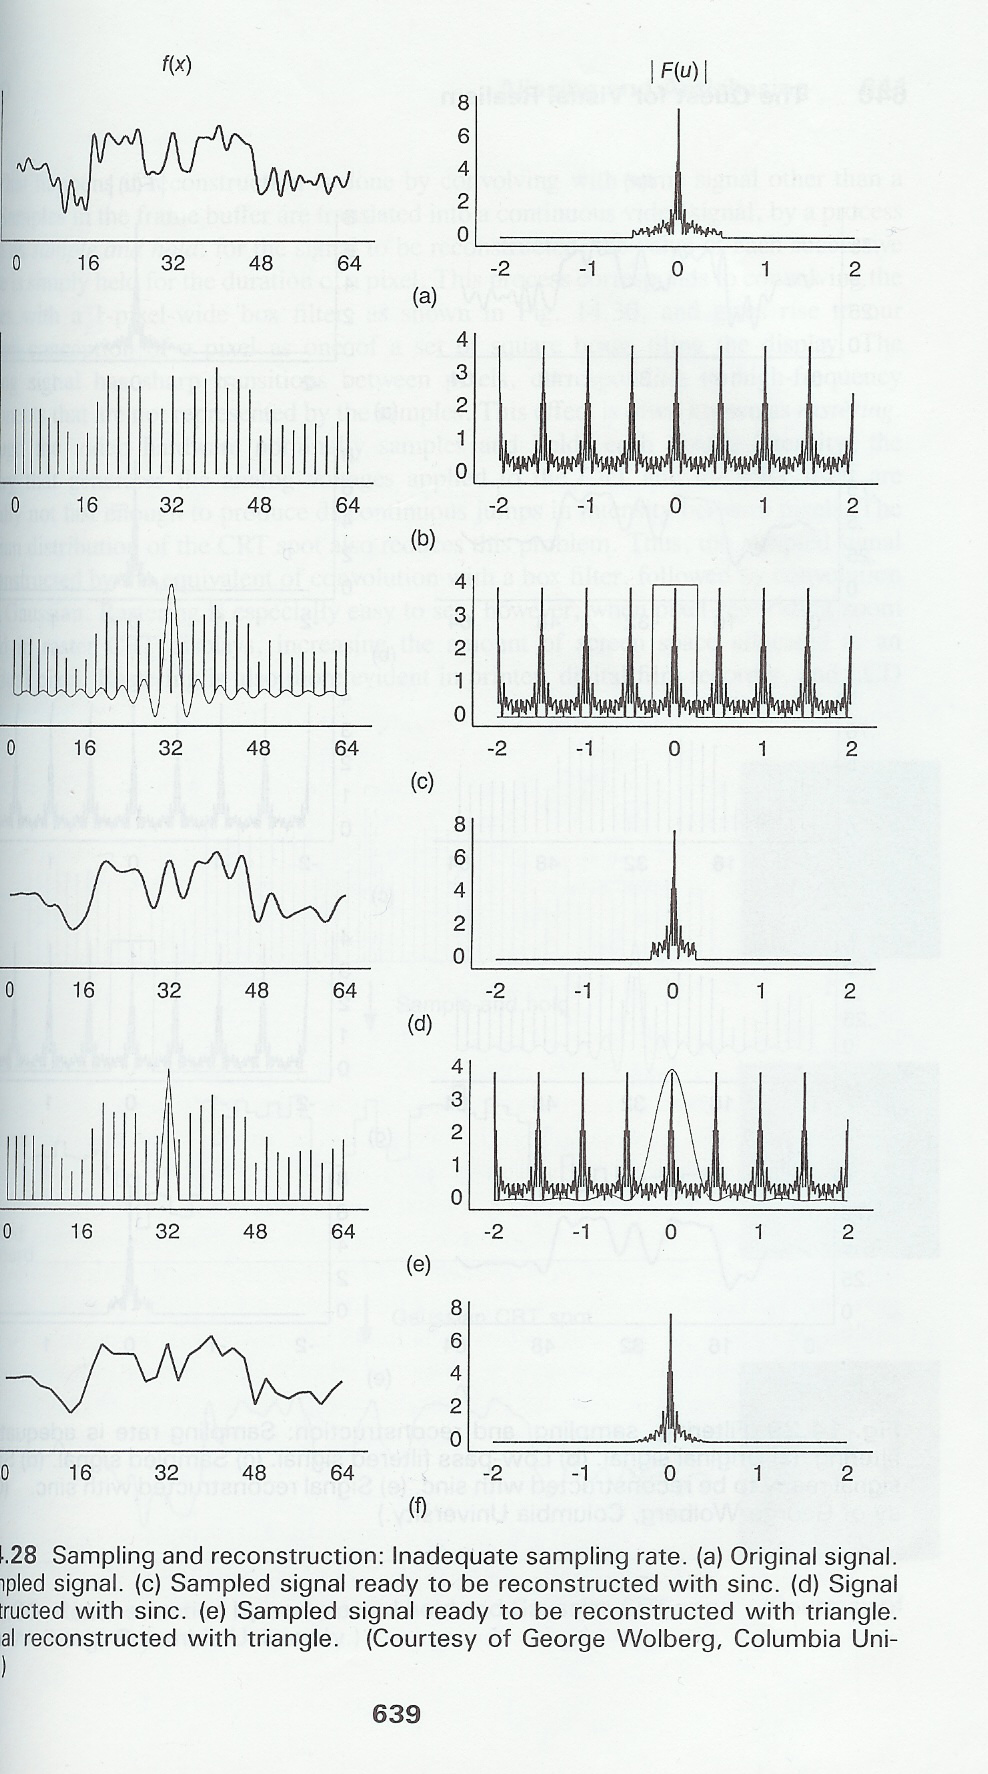 f(x)
| F(u) |
8
6
4
2
0
0 16 32 48 64
-2 -1 0 1 2
(a)
4
3
2
1
0
0 16 32 48 64
-2 -1 0 1 2
(b)
4
3
2
1
0
0 16 32 48 64
-2 -1 0 1 2
(c)
8
6
4
2
0
0 16 32 48 64
-2 -1 0 1 2
(d)
4
3
2
1
0
0 16 32 48 64
-2 -1 0 1 2
(e)
8
6
4
2
0
0 16 32 48 64
-2 -1 0 1 2
(f)
.28 Sampling and reconstruction: Inadequate sampling rate. (a) Original signal.
pled signal. (c) Sampled signal ready to be reconstructed with sinc. (d) Signal
tructed with sinc. (e) Sampled signal ready to be reconstructed with triangle.
al reconstructed with triangle. (Courtesy of George Wolberg, Columbia Uni-
)
639